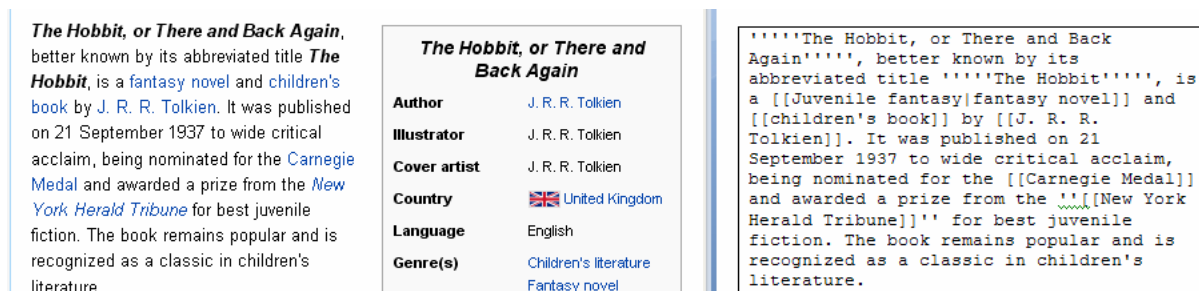 The Hobbit, or There and Back Again,
better known by its abbreviated title The
Hobbit, is a fantasy novel and children's
book by J. R. R. Tolkien. It was published
on 21 September 1937 to wide critical
acclaim, being nominated for the Carnegie
Medal and awarded a prize from the New
York Herald Tribune for best juvenile
fiction. The book remains popular and is
recognized as a classic in children's
literature.
The Hobbit, or There and
Back Again
Author J. R. R. Tolkien
Illustrator J. R. R. Tolkien
Cover artist J. R. R. Tolkien
Country United Kingdom
Language English
Genre(s) Children's literature
Fantasy novel
'''''The Hobbit, or There and Back
Again''''', better known by its
abbreviated title '''''The Hobbit''''', is
a [[Juvenile fantasy|fantasy novel]] and
[[children's book]] by [[J. R. R.
Tolkien]]. It was published on 21
September 1937 to wide critical acclaim,
being nominated for the [[Carnegie Medal]]
and awarded a prize from the ''[[New York
Herald Tribune]]'' for best juvenile
fiction. The book remains popular and is
recognized as a classic in children's
literature.